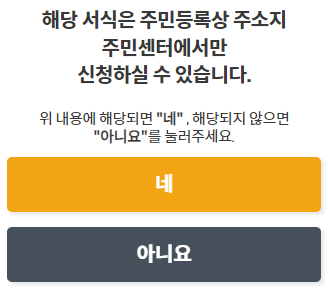 해당 서식은 주민등록상 주소지
주민센터에서만
신청하실 수 있습니다.
위 내용에 해당되면 "네" , 해당되지 않으면
"아니요"를 눌러주세요.
네
아니요